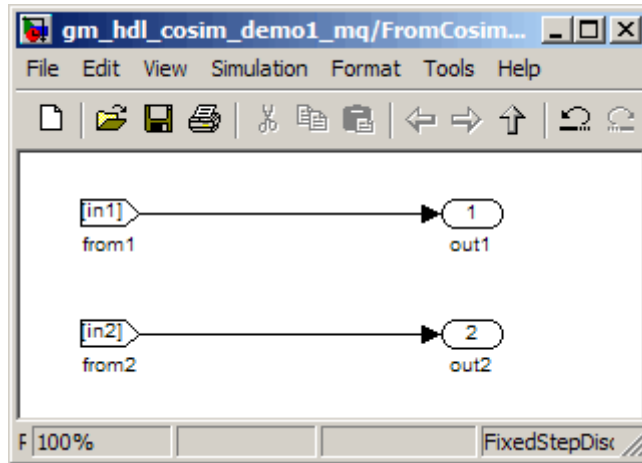 gm_hdl_cosim_demo1_mq/FromCosim...
File Edit View Simulation Format Tools Help
[in1] 1
from1 out1
[in2] 2
from2 out2
F 100% FixedStepDisc